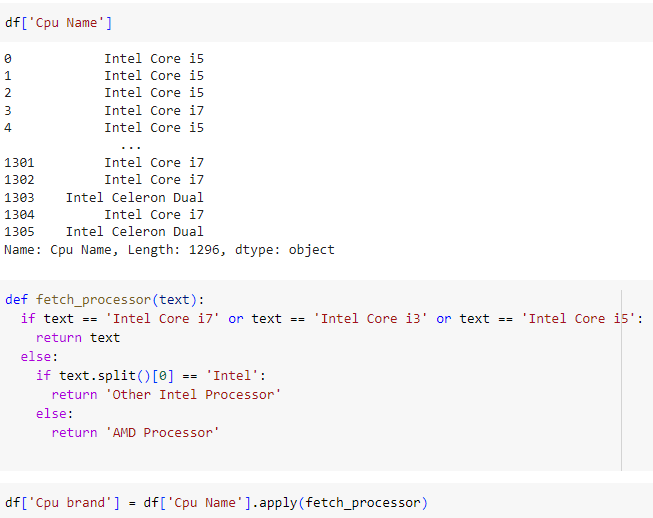 df['Cpu Name']
0            Intel Core i5
1            Intel Core i5
2            Intel Core i5
3            Intel Core i7
4            Intel Core i5
               ...
1301         Intel Core i7
1302         Intel Core i7
1303    Intel Celeron Dual
1304         Intel Core i7
1305    Intel Celeron Dual
Name: Cpu Name, Length: 1296, dtype: object
def fetch_processor(text):
  if text == 'Intel Core i7' or text == 'Intel Core i3' or text == 'Intel Core i5':
    return text
  else:
    if text.split()[0] == 'Intel':
      return 'Other Intel Processor'
    else:
      return 'AMD Processor'
df['Cpu brand'] = df['Cpu Name'].apply(fetch_processor)